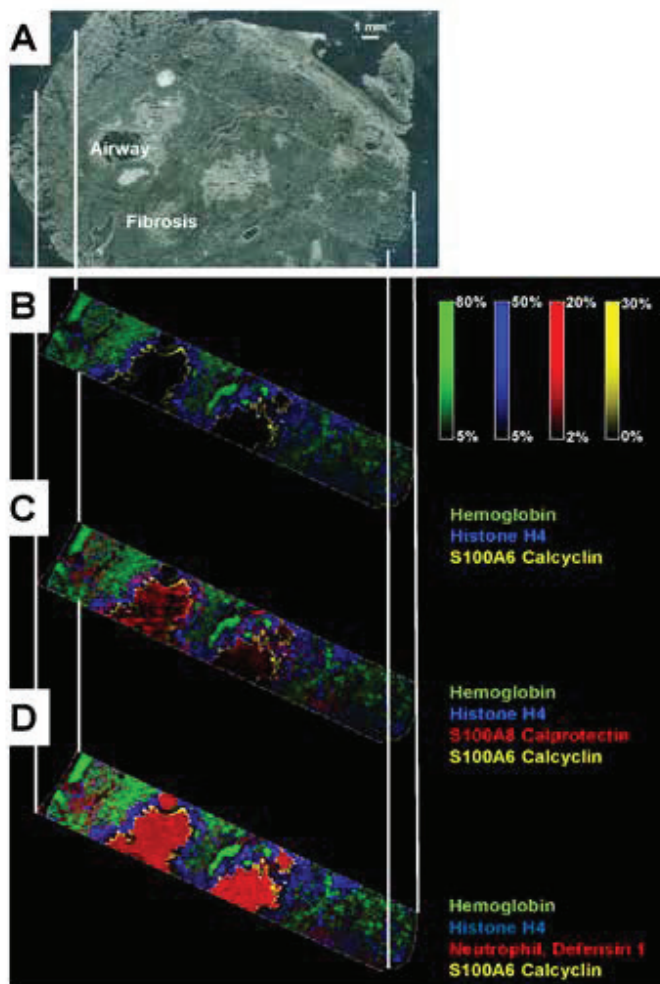 A
1 mm
Airway
Fibrosis
B
80% 50% 20% 30%
5% 5% 2% 0%
Hemoglobin
Histone H4
S100A6 Calcyclin
C
Hemoglobin
Histone H4
S100A8 Calprotectin
S100A6 Calcyclin
D
Hemoglobin
Histone H4
Neutrophil, Defensin 1
S100A6 Calcyclin